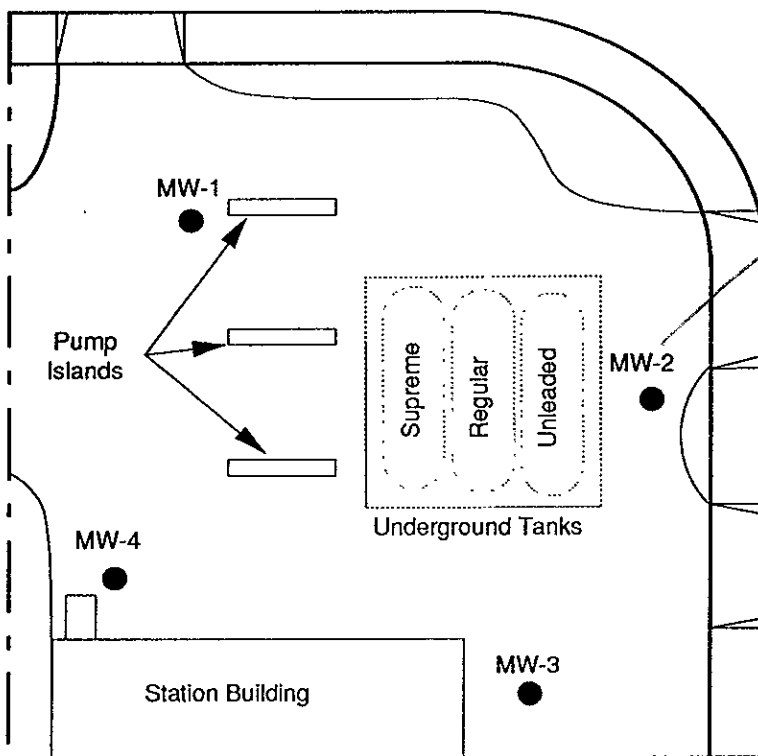 MW-1
Pump
Islands
Supreme
Regular
Unleaded
MW-2
Underground Tanks
MW-4
MW-3
Station Building